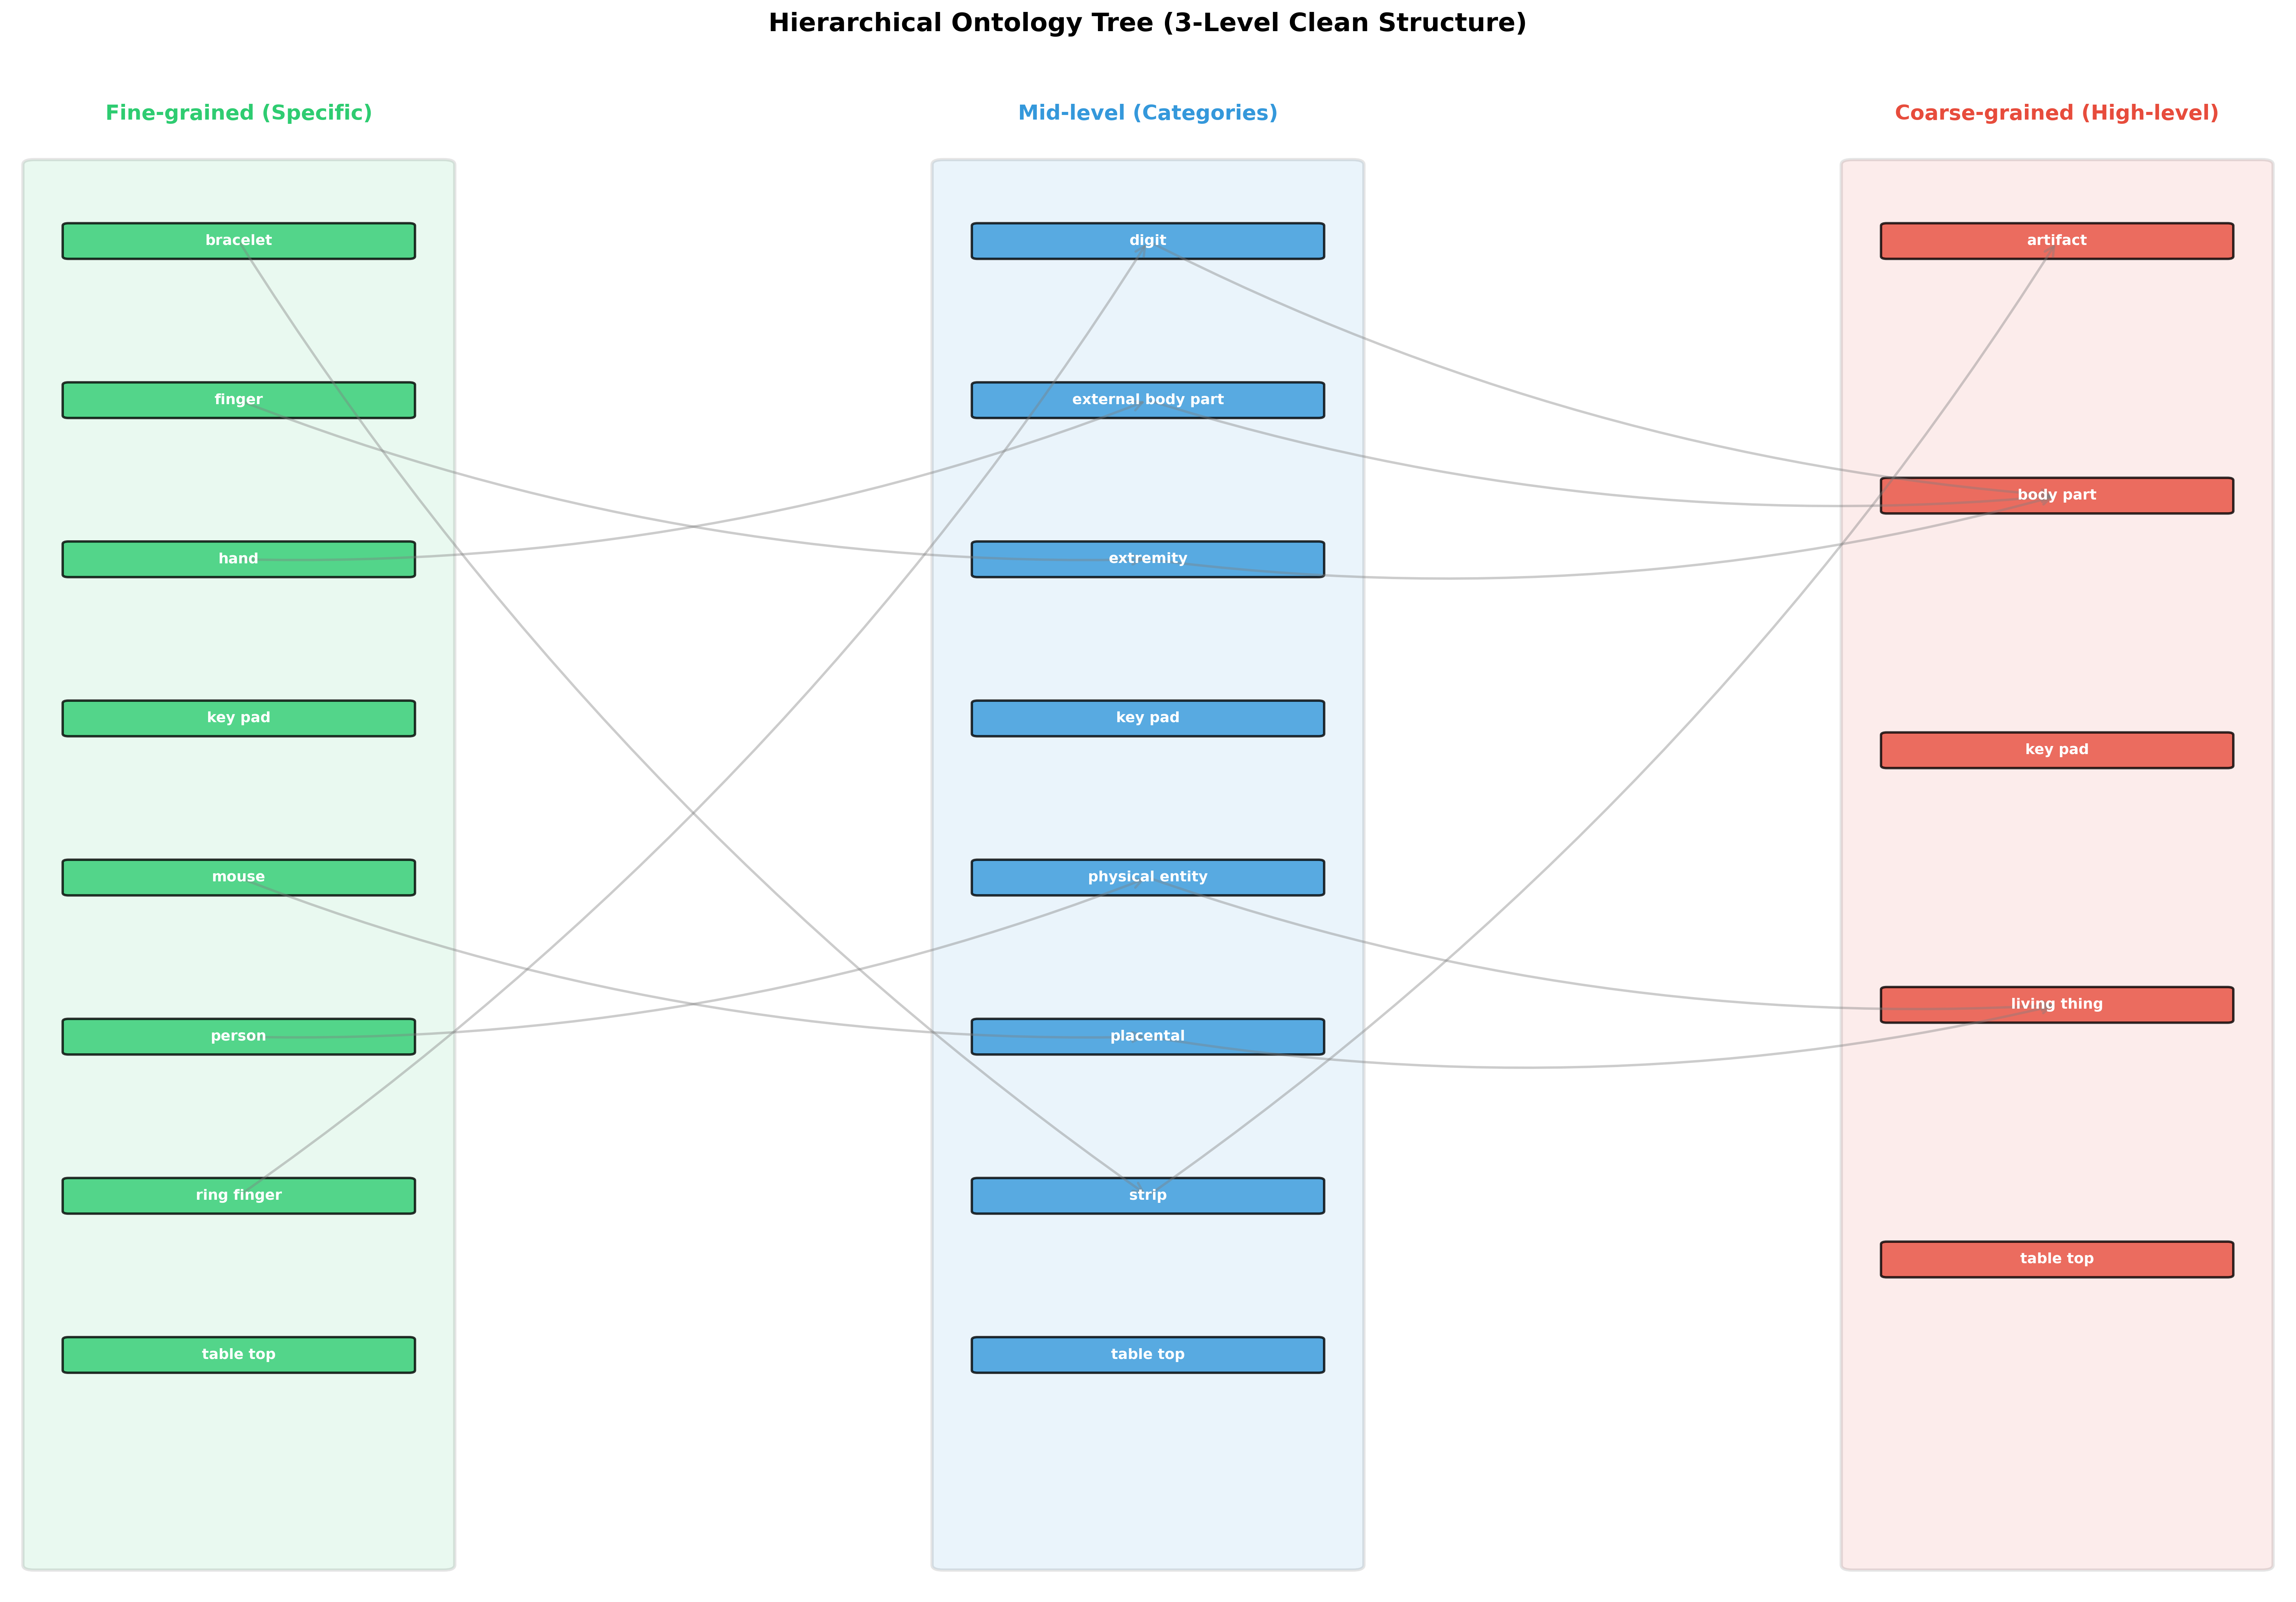 Hierarchical Ontology Tree (3-Level Clean Structure)
Fine-grained (Specific)
bracelet
finger
hand
key pad
mouse
person
ring finger
table top
Mid-level (Categories)
digit
external body part
extremity
key pad
physical entity
placental
strip
table top
Coarse-grained (High-level)
artifact
body part
key pad
living thing
table top